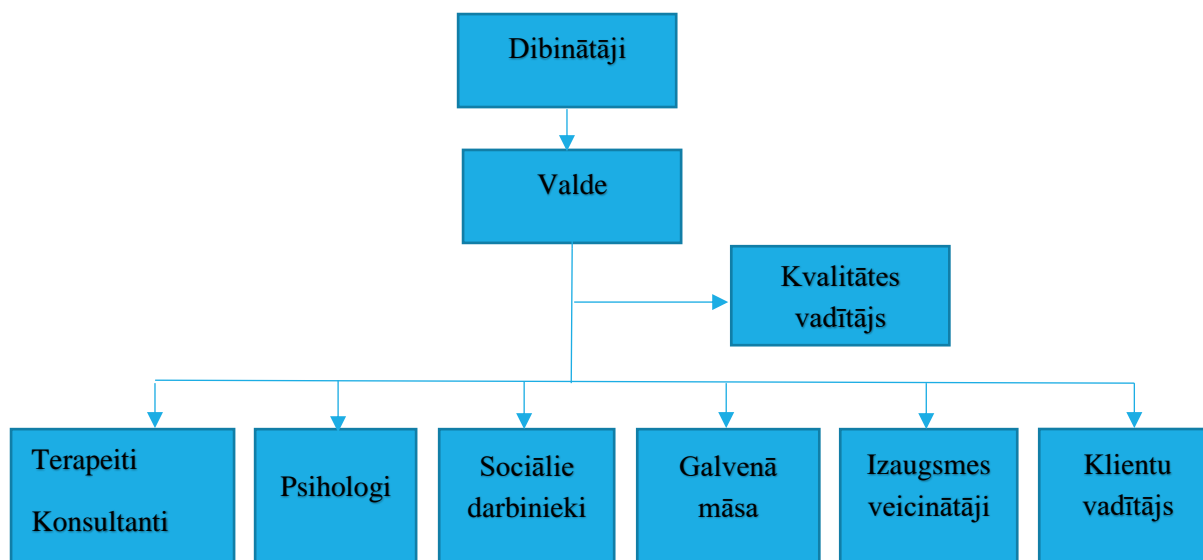 Dibinātāji
Valde
Kvalitātes
vadītājs
Terapeiti
Konsultanti
Psihologi
Sociālie
darbinieki
Galvenā
māsa
Izaugsmes
veicinātāji
Klientu
vadītājs